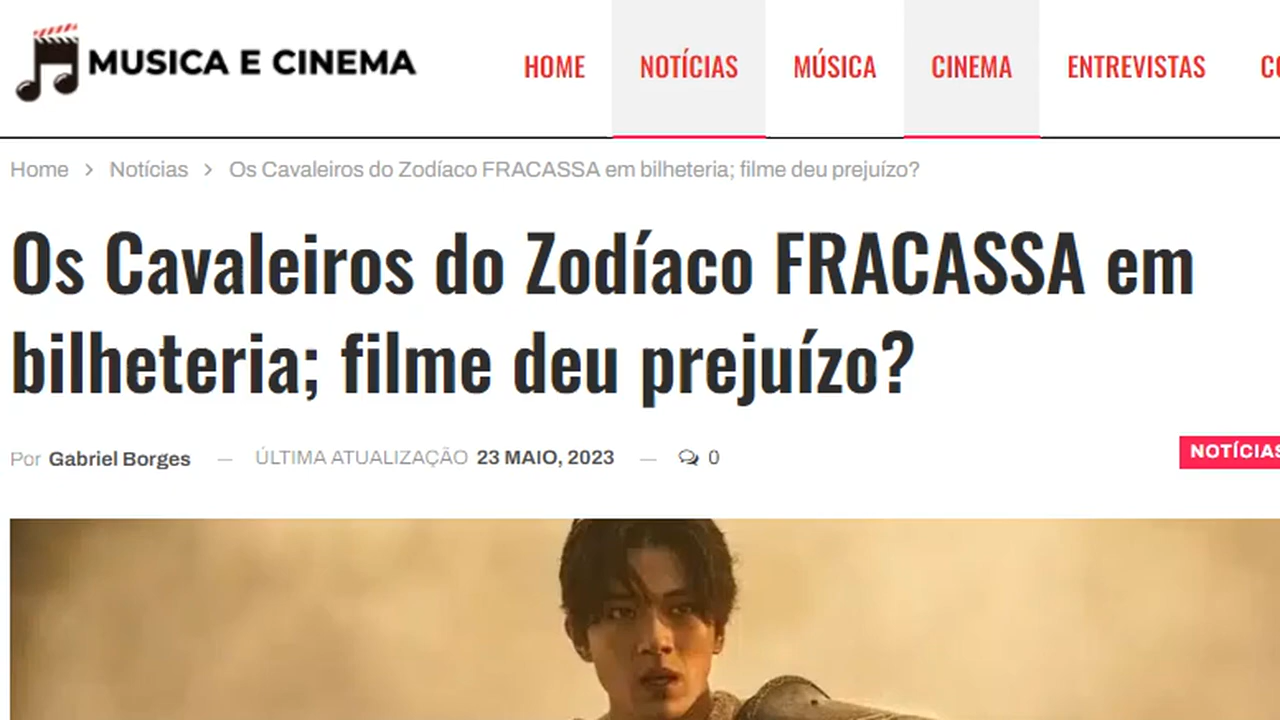 MUSICA E CINEMA
HOME NOTÍCIAS MÚSICA CINEMA ENTREVISTAS
Home > Notícias > Os Cavaleiros do Zodíaco FRACASSA em bilheteria; filme deu prejuízo?
Os Cavaleiros do Zodíaco FRACASSA em
bilheteria; filme deu prejuízo?
Por Gabriel Borges — ÚLTIMA ATUALIZAÇÃO 23 MAIO, 2023 — 0
NOTÍCIAS